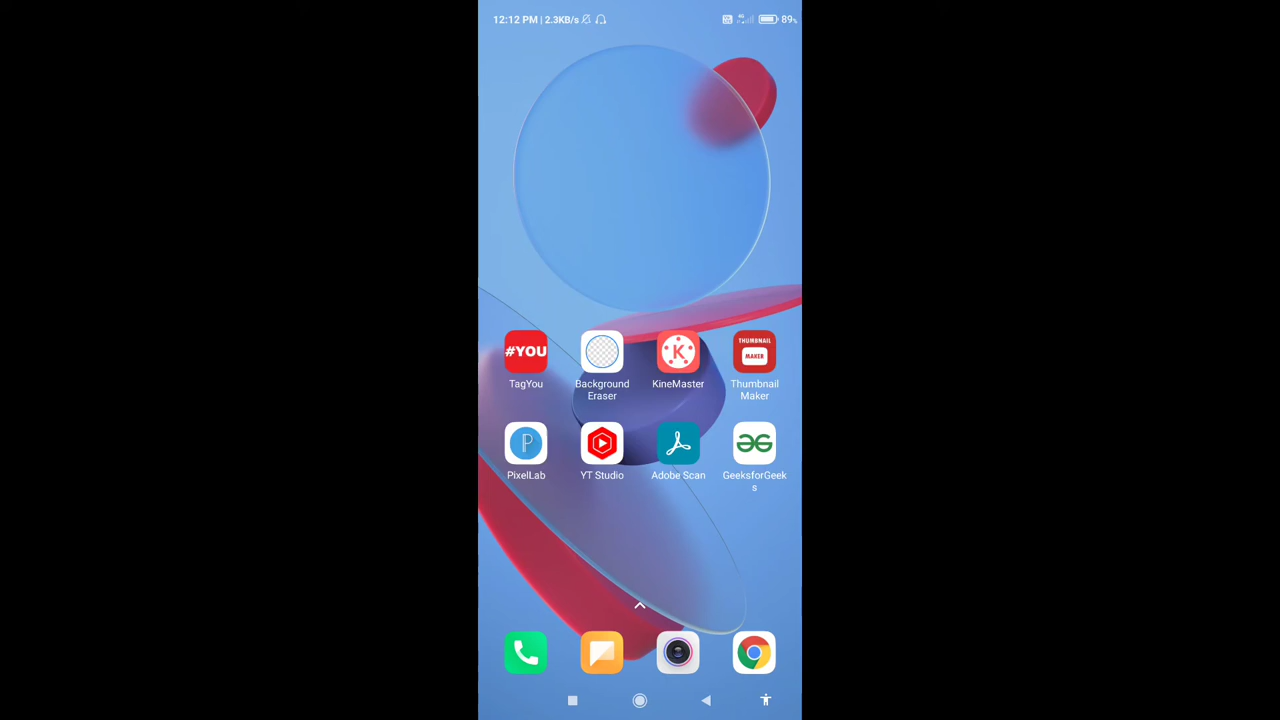 12:12 PM | 2.3KB/s 4G 89%
#YOU
THUMBNAIL
MAKER
TagYou
Background
Eraser
KineMaster
Thumbnail
Maker
PixelLab
YT Studio
Adobe Scan
GeeksforGeek
s